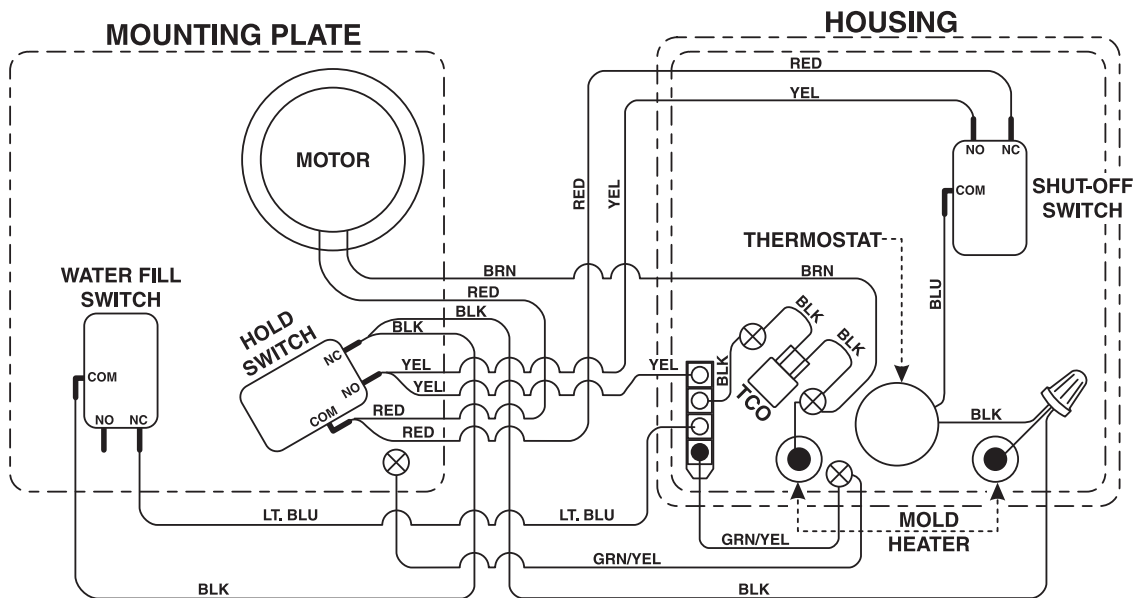 MOUNTING PLATE
HOUSING
RED
YEL
MOTOR
NO NC
COM
SHUT-OFF
SWITCH
RED
YEL
THERMOSTAT
BRN
BRN
BLU
WATER FILL
SWITCH
RED
BLK
BLK
HOLD
SWITCH
NC
NO
COM
BLK
BLK
BLK
TCO
YEL
YEL
YEL
COM
NO NC
RED
RED
BLK
LT. BLU
LT. BLU
MOLD
HEATER
GRN/YEL
GRN/YEL
BLK
BLK